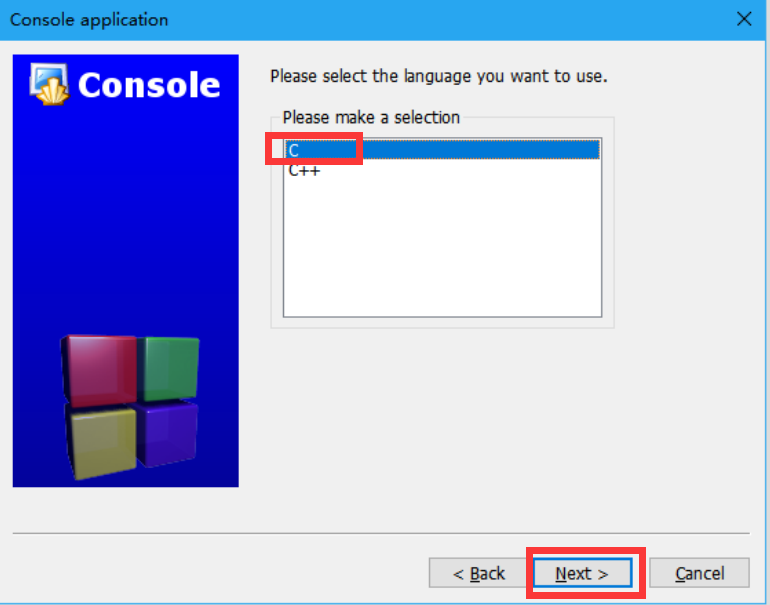 Console application
Console
Please select the language you want to use.
Please make a selection
C
C++
< Back
Next >
Cancel